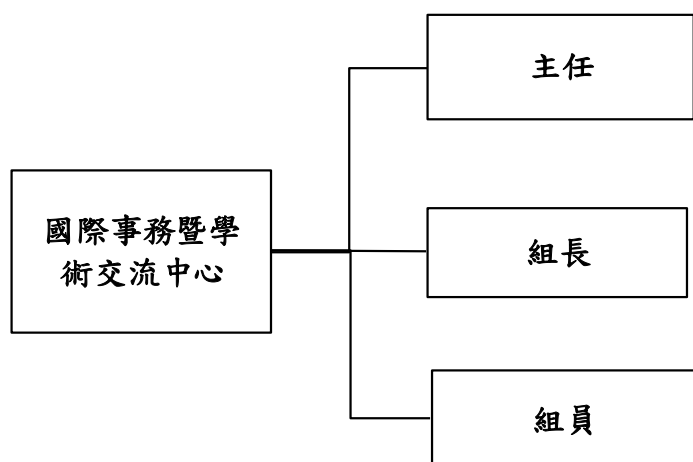 國際事務暨學
術交流中心
主任
組長
組員